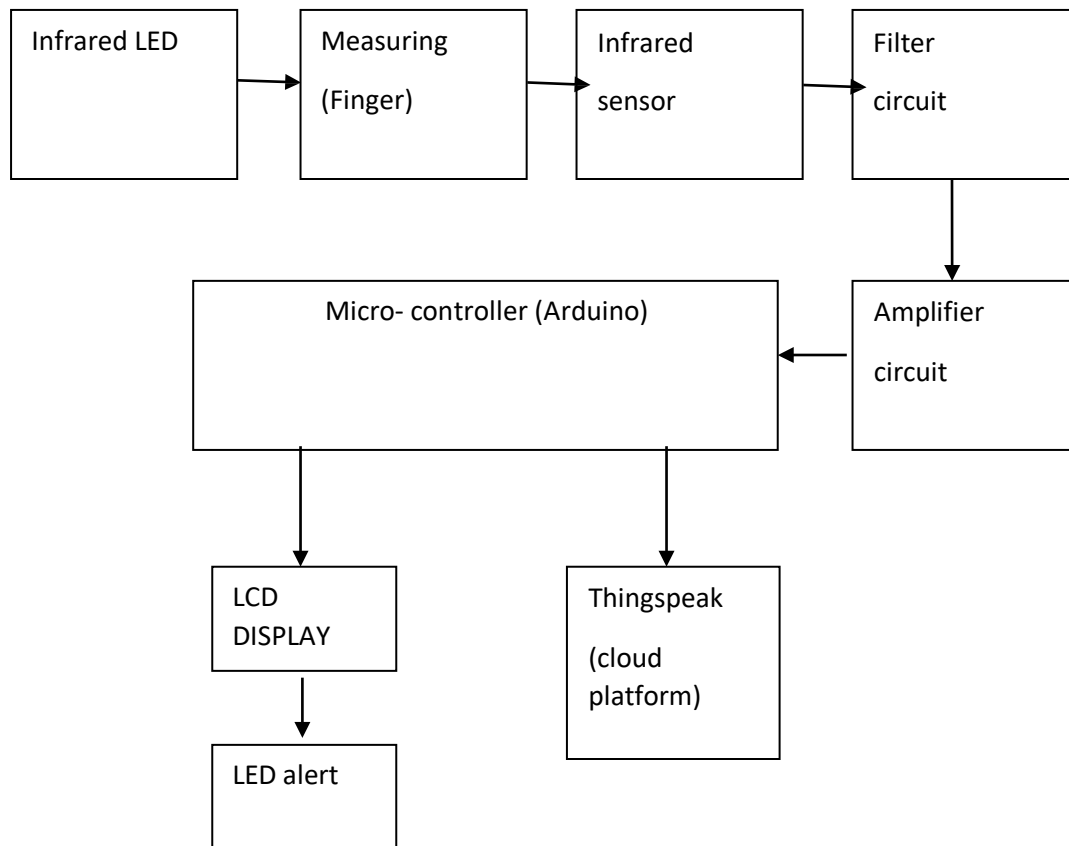 Infrared LED
Measuring
(Finger)
Infrared
sensor
Filter
circuit
Micro- controller (Arduino)
Amplifier
circuit
LCD
DISPLAY
Thingspeak
(cloud
platform)
LED alert